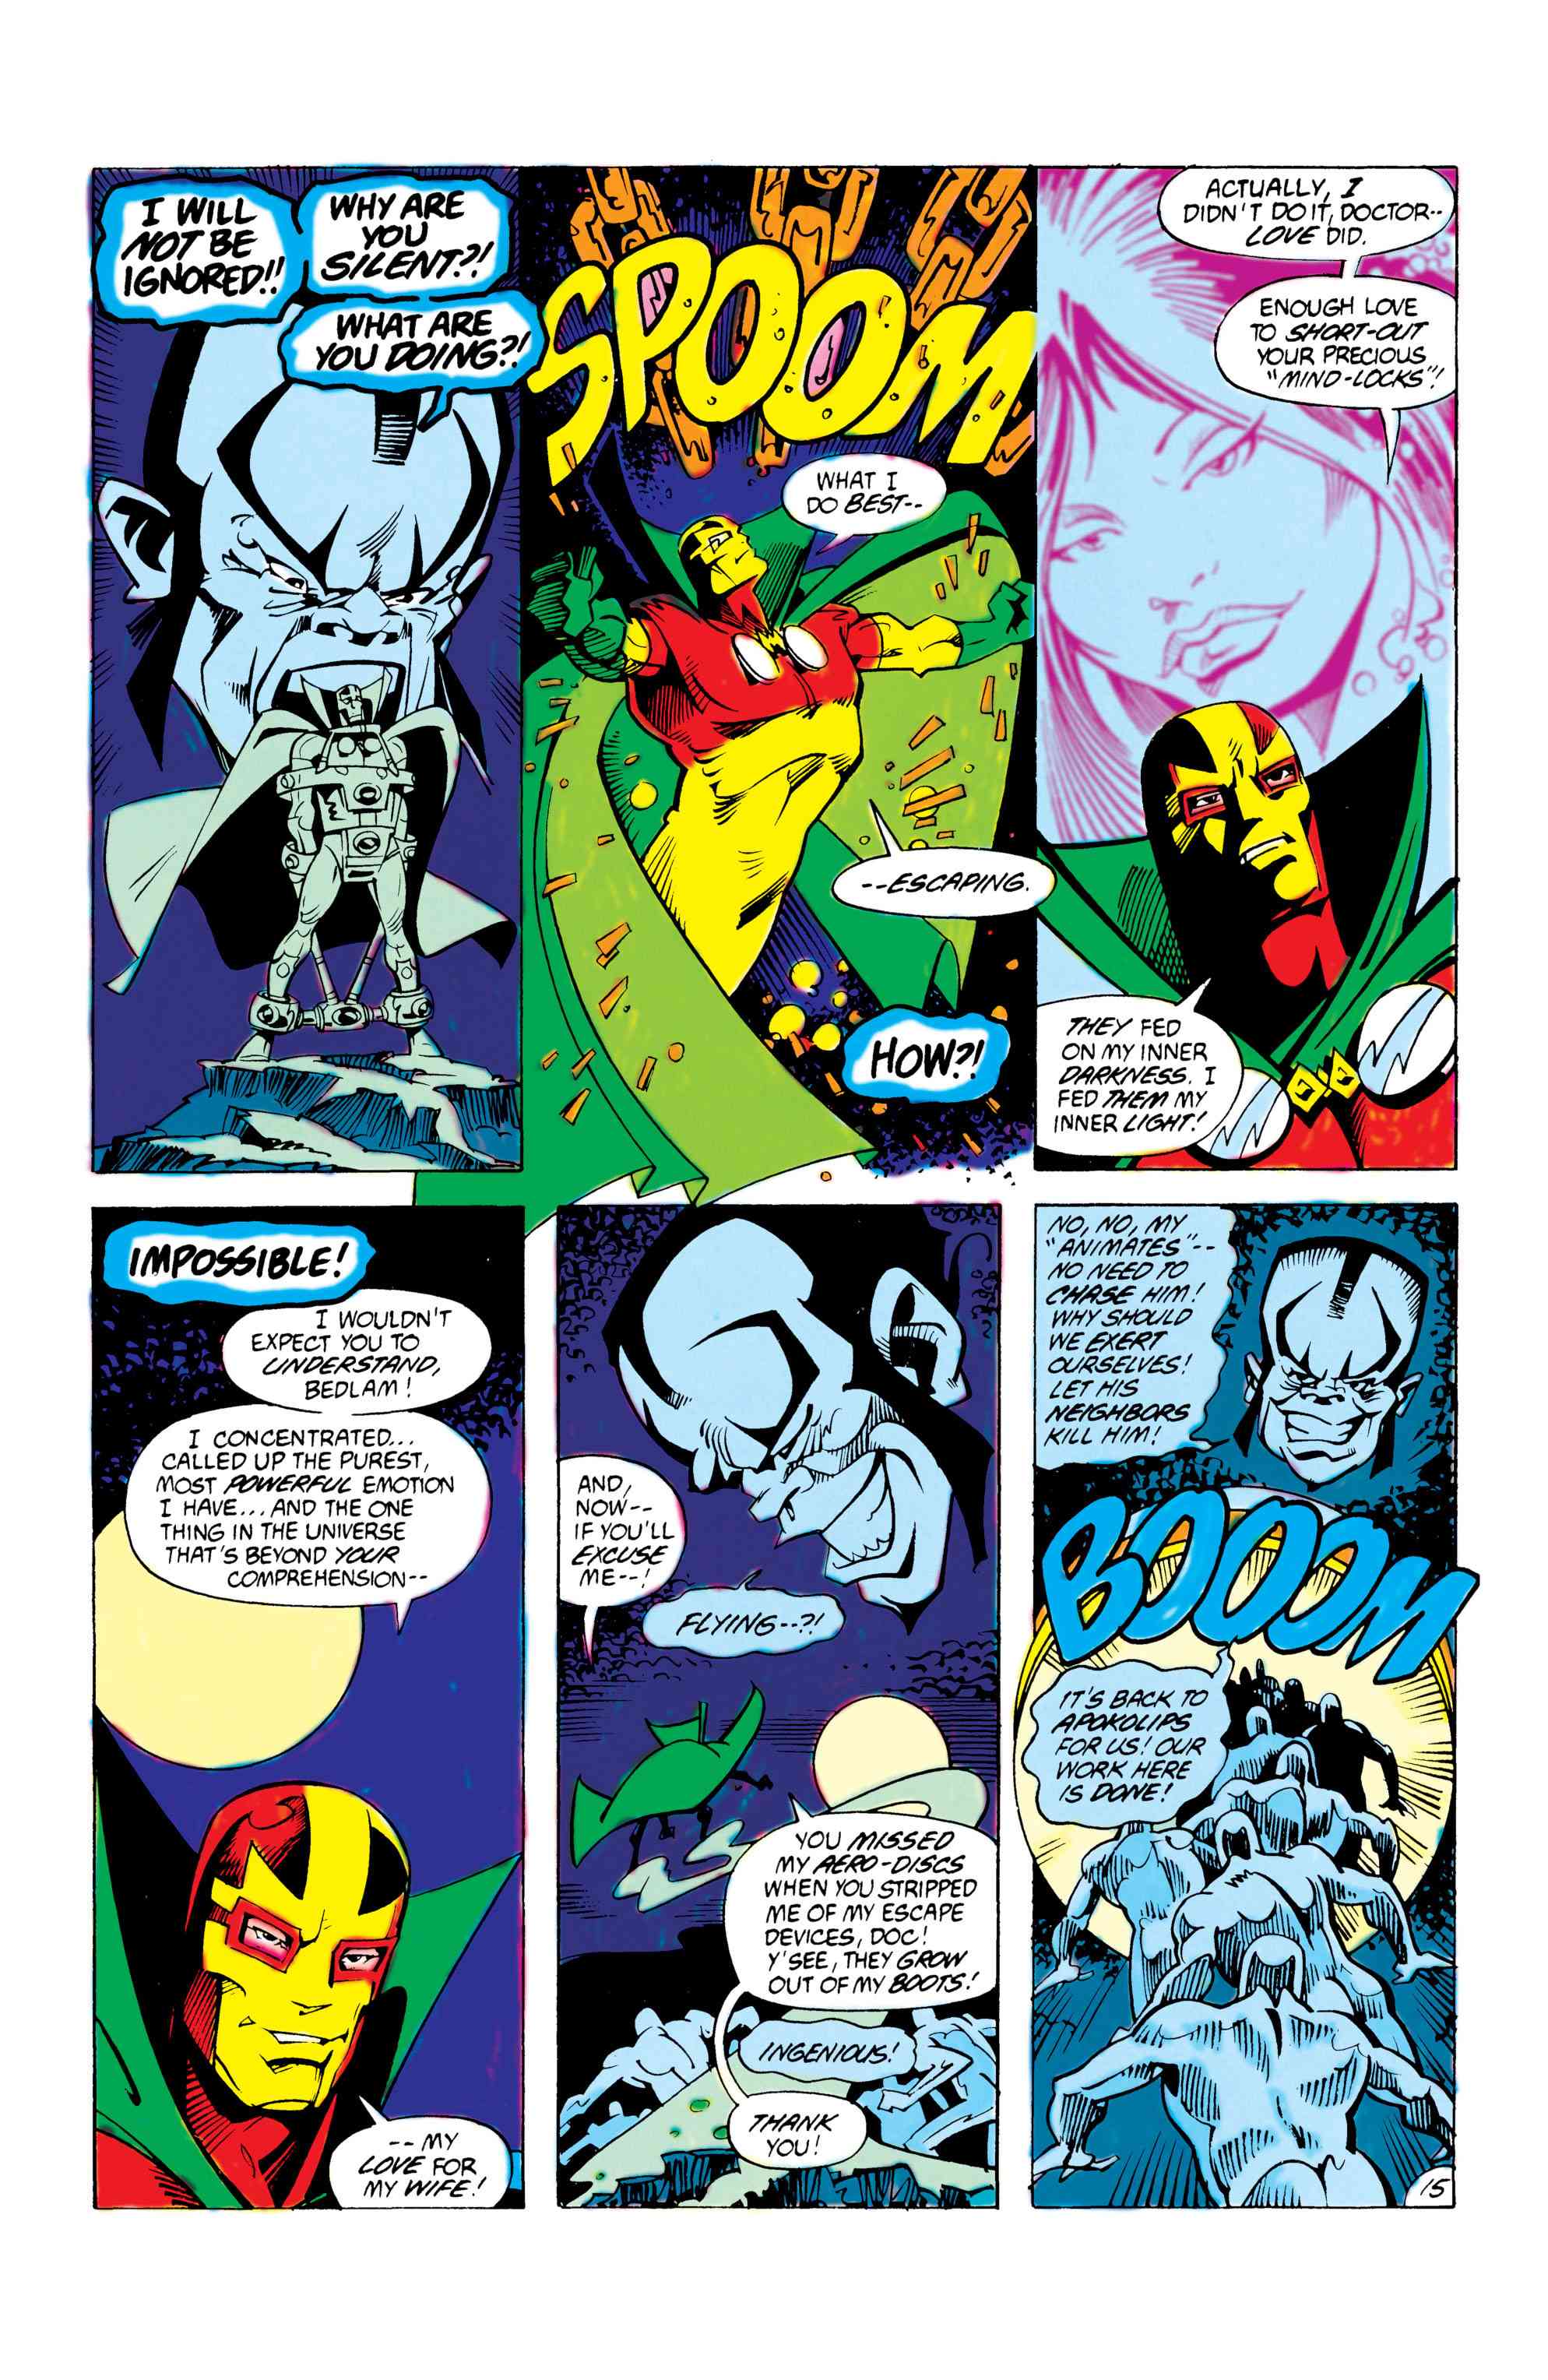 I WILL
NOT BE
IGNORED!!
WHY ARE
YOU
SILENT?!
WHAT ARE
YOU DOING?!
SPOOM
WHAT I
DO BEST--
--ESCAPING.
HOW?!
ACTUALLY, I
DIDN'T DO IT, DOCTOR--
LOVE DID.
ENOUGH LOVE
TO SHORT-OUT
YOUR PRECIOUS
"MIND-LOCKS"!
THEY FED
ON MY INNER
DARKNESS. I
FED THEM MY
INNER LIGHT!
IMPOSSIBLE!
I WOULDN'T
EXPECT YOU TO
UNDERSTAND,
BEDLAM!
I CONCENTRATED...
CALLED UP THE PUREST,
MOST POWERFUL EMOTION
I HAVE... AND THE ONE
THING IN THE UNIVERSE
THAT'S BEYOND YOUR
COMPREHENSION--
--MY
LOVE FOR
MY WIFE!
AND,
NOW--
IF YOU'LL
EXCUSE
ME--!
FLYING--?!
YOU MISSED
MY AERO-DISCS
WHEN YOU STRIPPED
ME OF MY ESCAPE
DEVICES, DOC!
Y'SEE, THEY GROW
OUT OF MY BOOTS!
INGENIOUS!
THANK
YOU!
NO, NO, MY
"ANIMATES"--
NO NEED TO
CHASE HIM!
WHY SHOULD
WE EXERT
OURSELVES!
LET HIS
NEIGHBORS
KILL HIM!
BOOOM
IT'S BACK TO
APOKOLIPS
FOR US! OUR
WORK HERE
IS DONE!
15